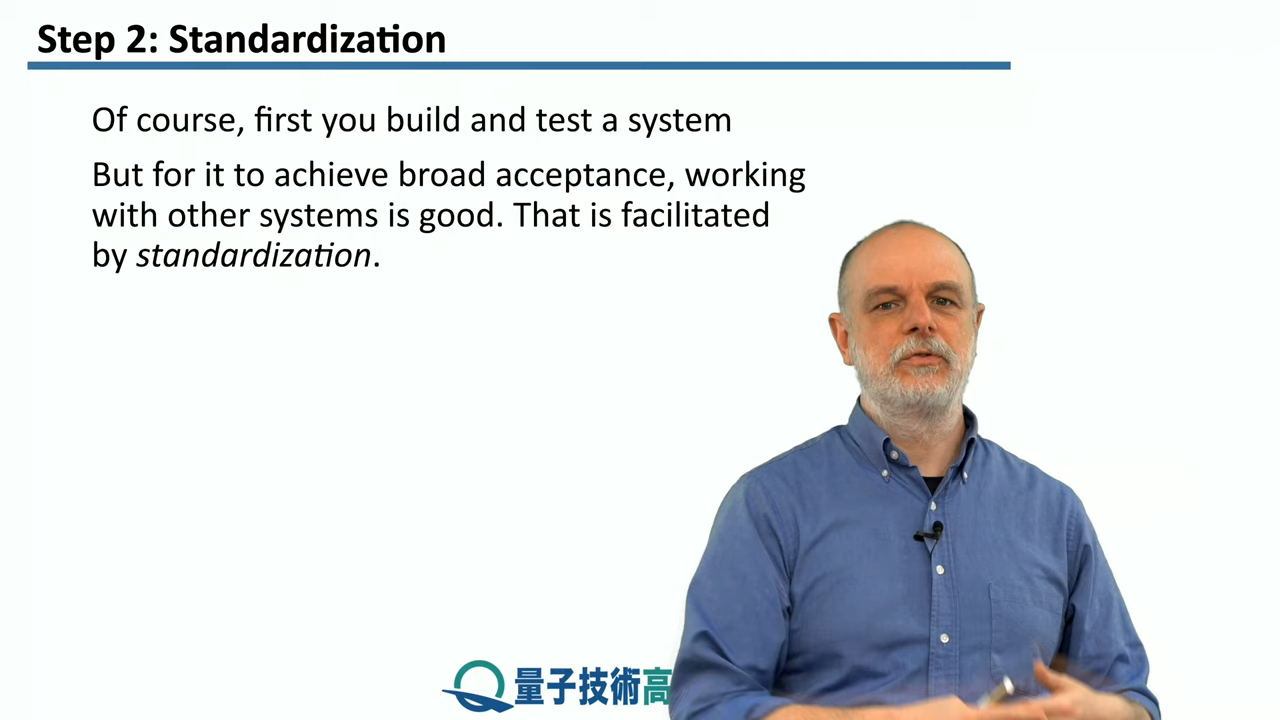 Step 2: Standardization
Of course, first you build and test a system
But for it to achieve broad acceptance, working
with other systems is good. That is facilitated
by standardization.
量子技術高